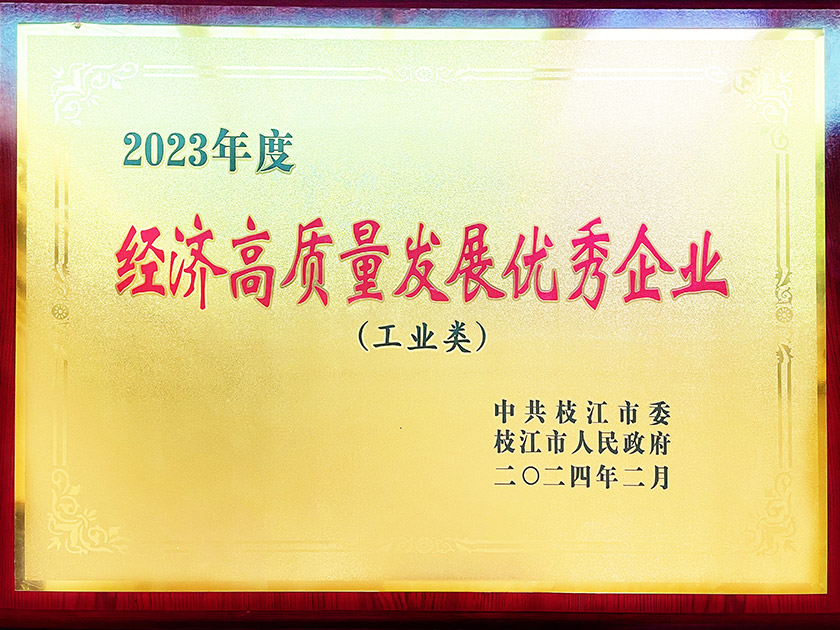 2023年度
经济高质量发展优秀企业
（工业类）
中共枝江市委
枝江市人民政府
二〇二四年二月